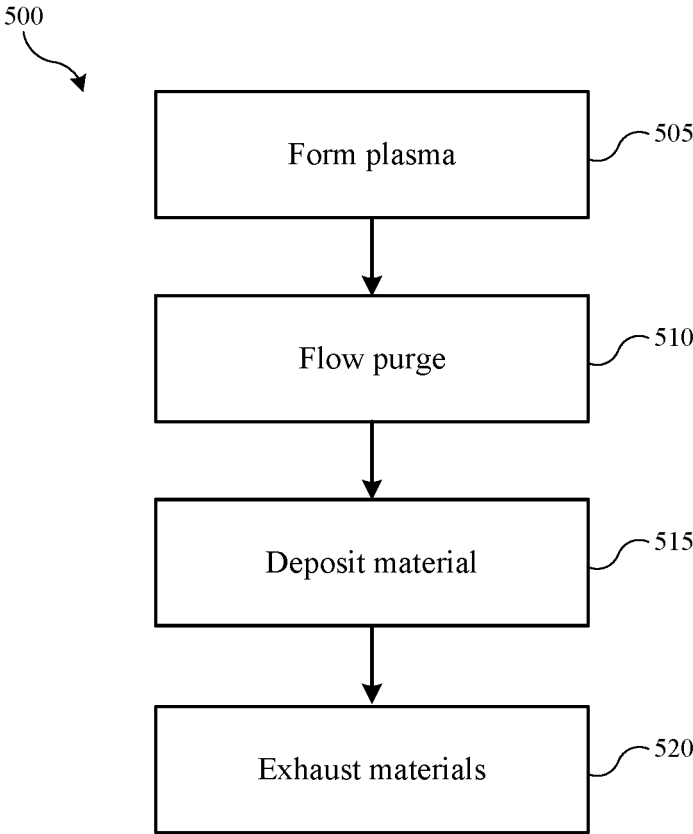 500
Form plasma
505
Flow purge
510
Deposit material
515
Exhaust materials
520